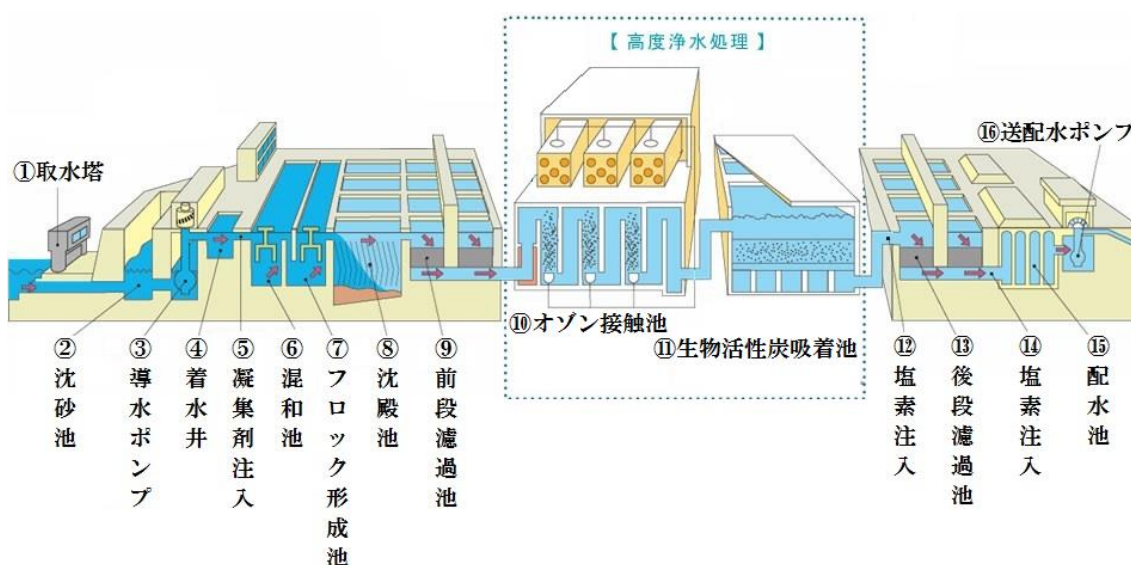 【 高度浄水処理 】
①取水塔
②沈砂池
③導水ポンプ
④着水井
⑤凝集剤注入
⑥混和池
⑦フロック形成池
⑧沈殿池
⑨前段濾過池
⑩オゾン接触池
⑪生物活性炭吸着池
⑫塩素注入
⑬後段濾過池
⑭塩素注入
⑮配水池
⑯送配水ポンプ